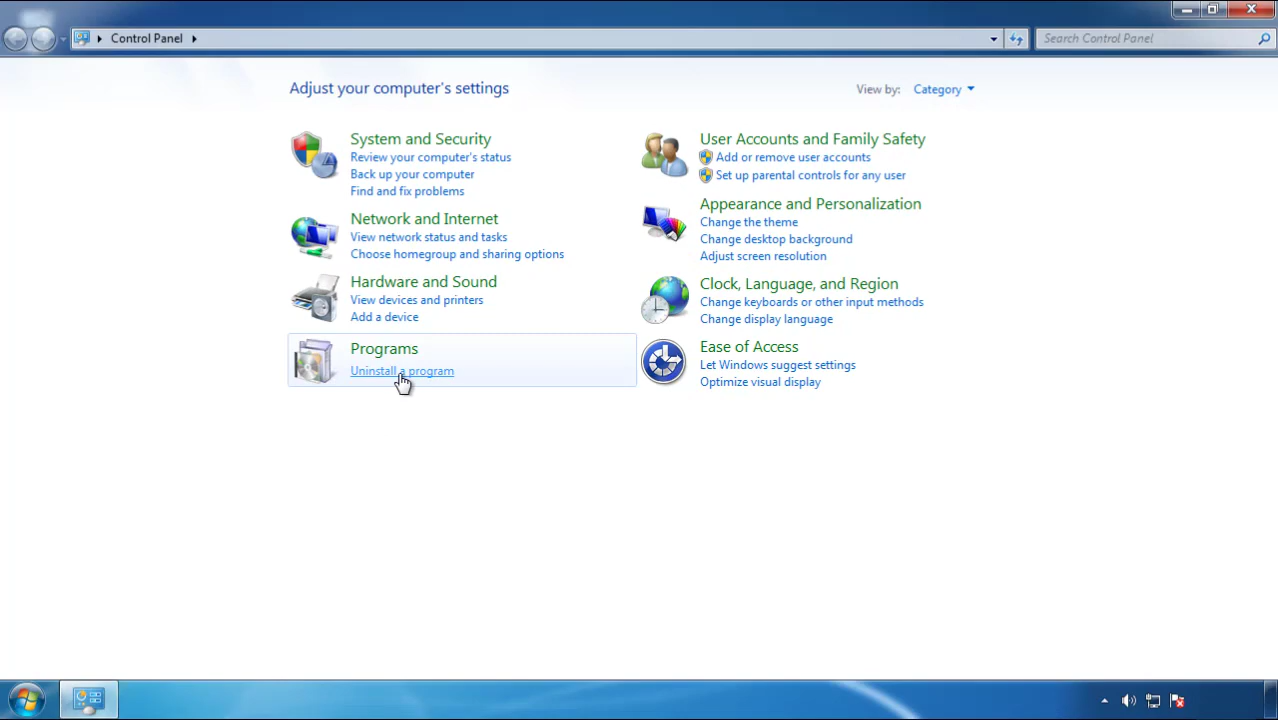 Control Panel
Search Control Panel
Adjust your computer's settings
View by: Category
System and Security
Review your computer's status
Back up your computer
Find and fix problems
Network and Internet
View network status and tasks
Choose homegroup and sharing options
Hardware and Sound
View devices and printers
Add a device
Programs
Uninstall a program
User Accounts and Family Safety
Add or remove user accounts
Set up parental controls for any user
Appearance and Personalization
Change the theme
Change desktop background
Adjust screen resolution
Clock, Language, and Region
Change keyboards or other input methods
Change display language
Ease of Access
Let Windows suggest settings
Optimize visual display